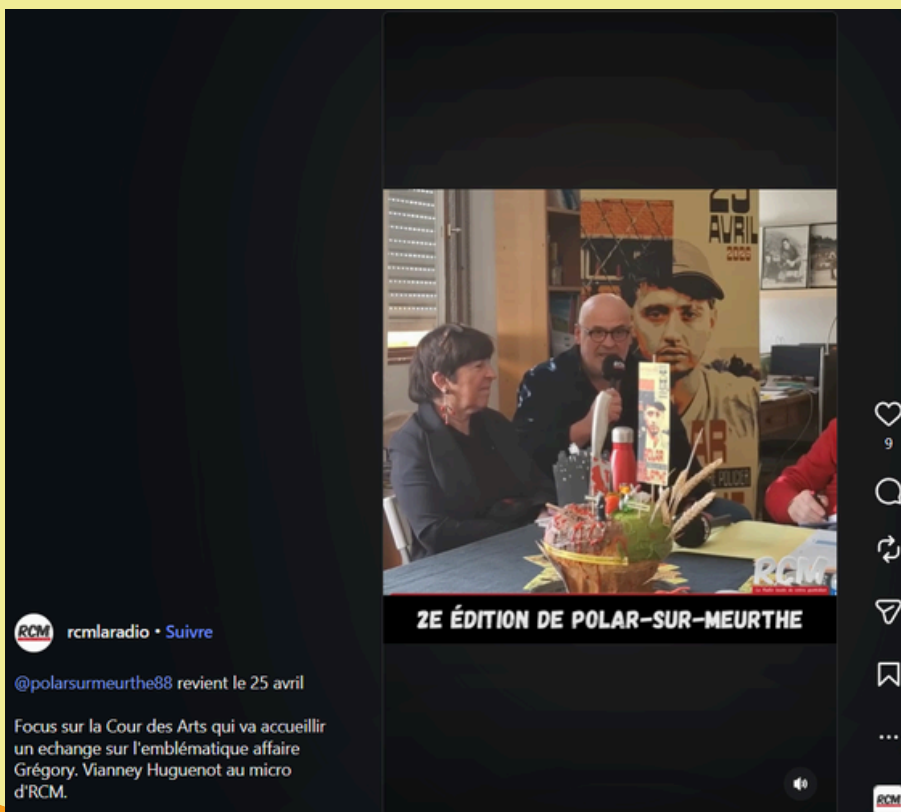 25
AVRIL
2026
POLAR
RCM
2E ÉDITION DE POLAR-SUR-MEURTHE
RCM
rcmlaradio • Suivre
@polarsurmeurthe88 revient le 25 avril
Focus sur la Cour des Arts qui va accueillir
un echange sur l'emblématique affaire
Grégory. Vianney Huguenot au micro
d'RCM.
9
RCM